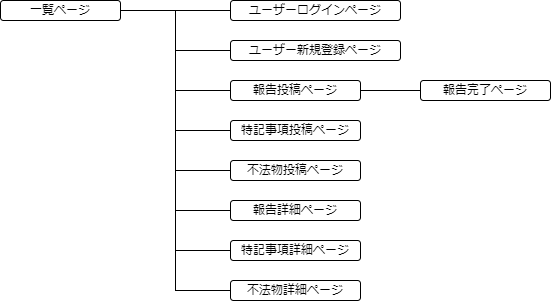 一覧ページ
ユーザーログインページ
ユーザー新規登録ページ
報告投稿ページ
報告完了ページ
特記事項投稿ページ
不法物投稿ページ
報告詳細ページ
特記事項詳細ページ
不法物詳細ページ